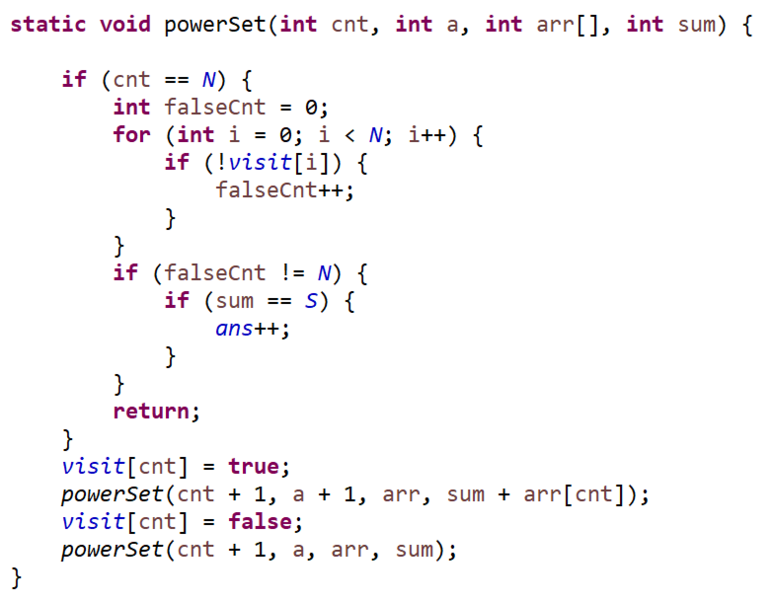 static void powerSet(int cnt, int a, int arr[], int sum) {
if (cnt == N) {
int falseCnt = 0;
for (int i = 0; i < N; i++) {
if (!visit[i]) {
falseCnt++;
}
}
if (falseCnt != N) {
if (sum == S) {
ans++;
}
}
return;
}
visit[cnt] = true;
powerSet(cnt + 1, a + 1, arr, sum + arr[cnt]);
visit[cnt] = false;
powerSet(cnt + 1, a, arr, sum);
}